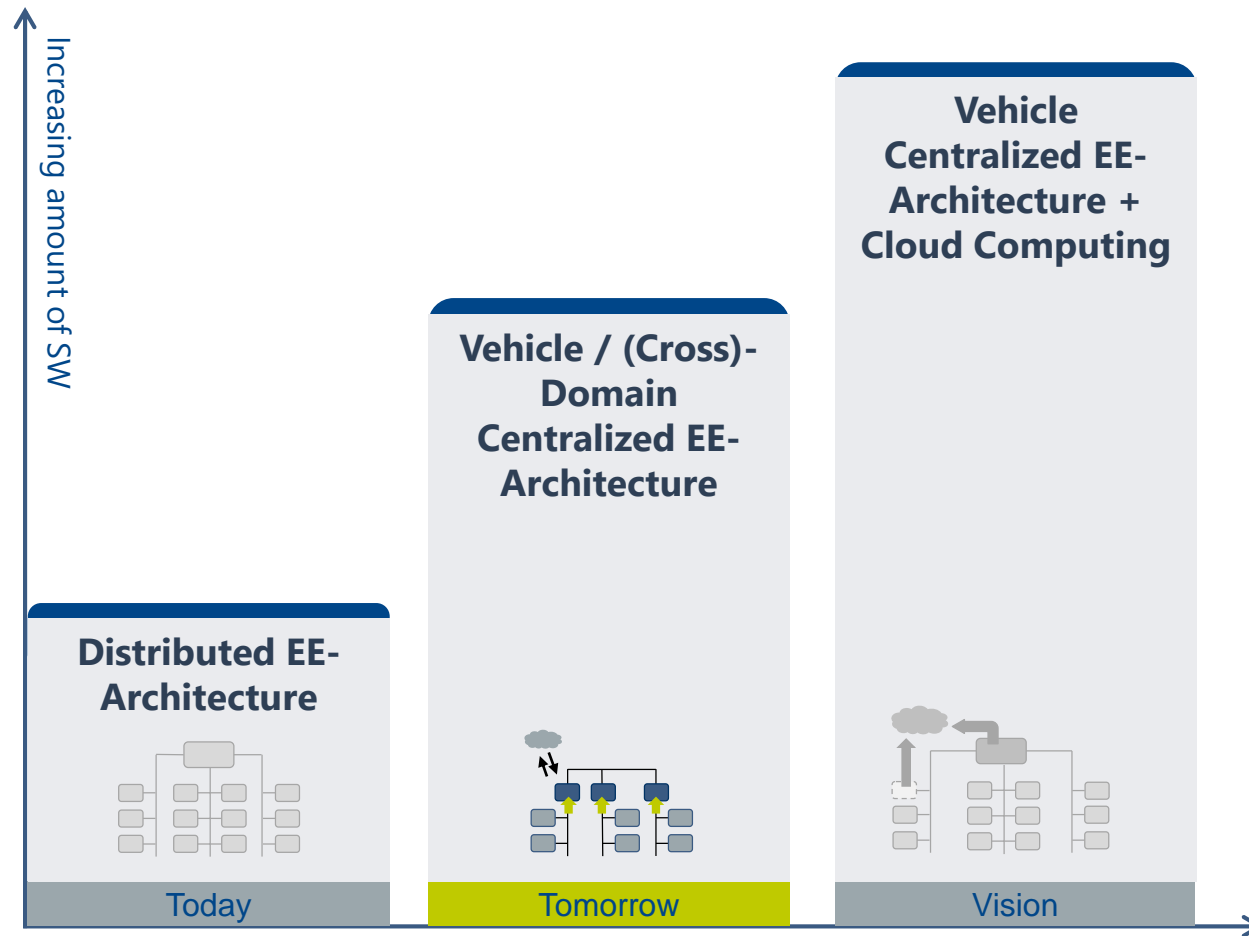 Increasing amount of SW
Distributed EE-
Architecture
Today
Vehicle / (Cross)-
Domain
Centralized EE-
Architecture
Tomorrow
Vehicle
Centralized EE-
Architecture +
Cloud Computing
Vision